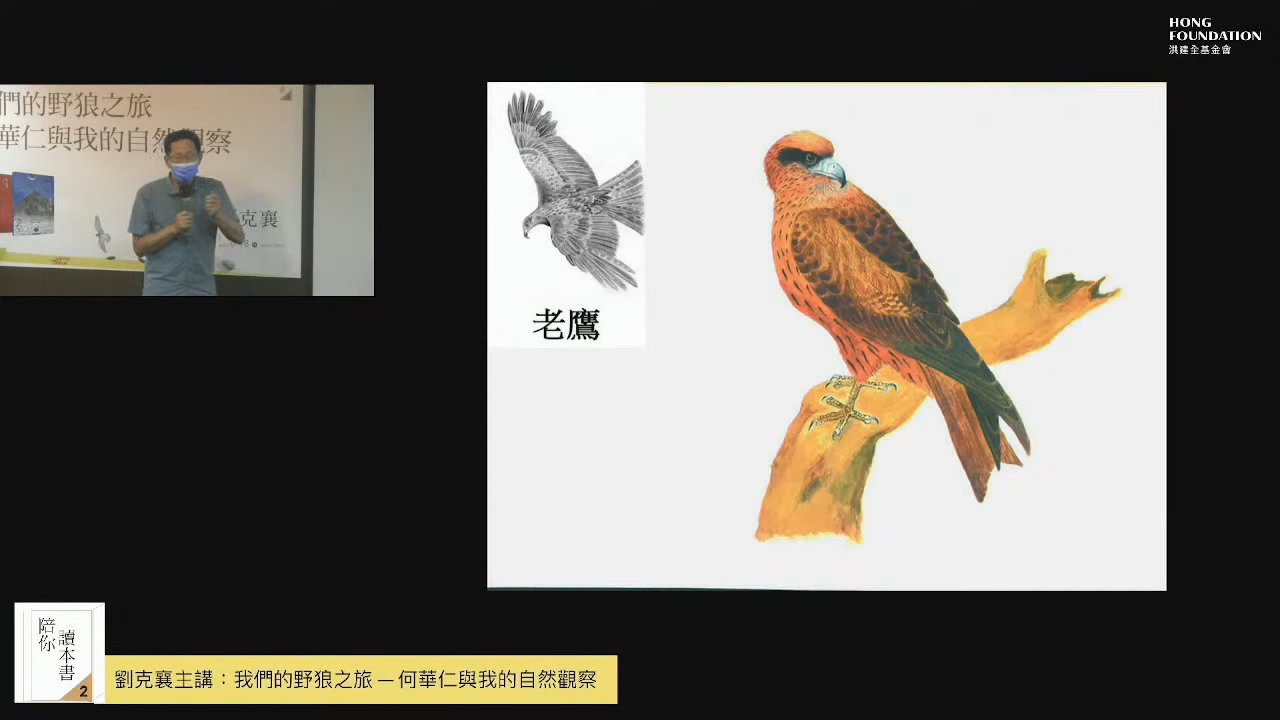 HONG
FOUNDATION
洪建全基金會
們的野狼之旅
華仁與我的自然觀察
克襄
老鷹
陪你
讀本書
2
劉克襄主講：我們的野狼之旅 — 何華仁與我的自然觀察